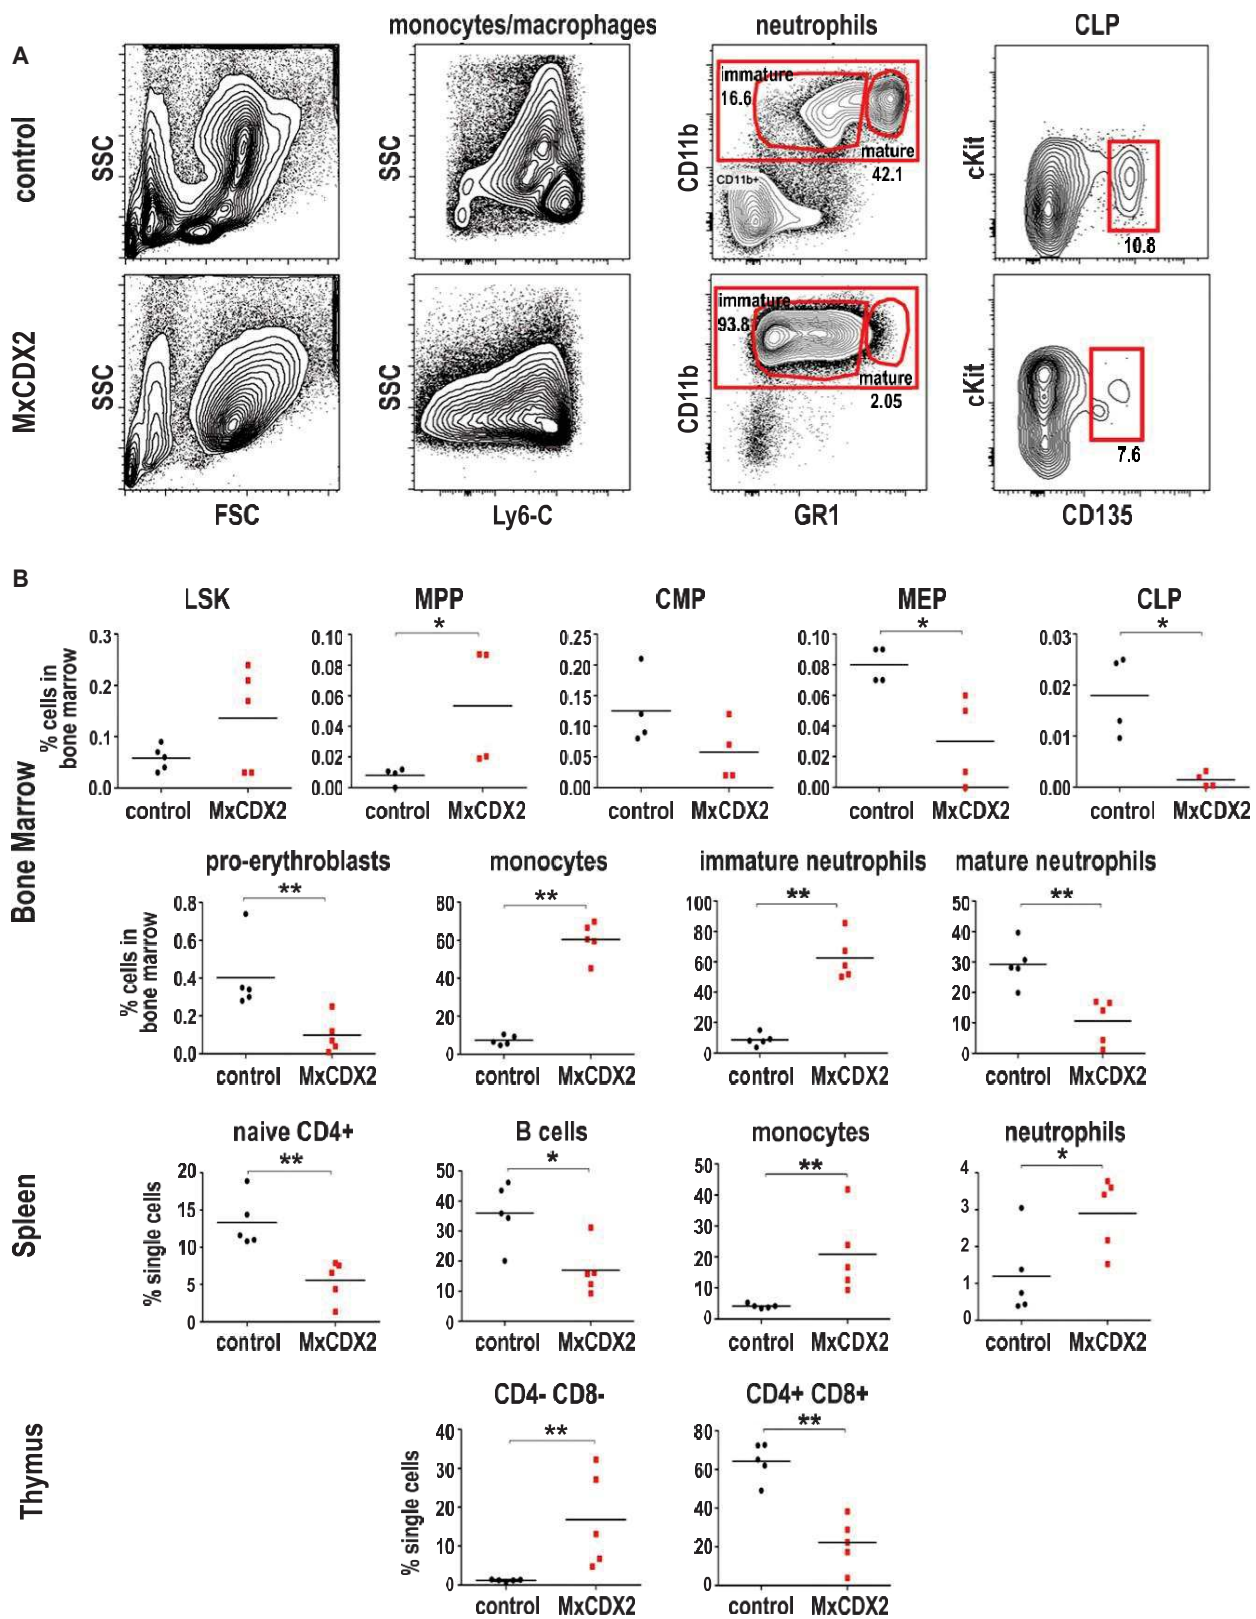 monocytes/macrophages neutrophils CLP
A
control
SSC
SSC
CD11b
immature
16.6
CD11b+
mature
42.1
cKit
10.8
MxCDX2
SSC
SSC
CD11b
immature
93.8
mature
2.05
cKit
7.6
FSC Ly6-C GR1 CD135
B
Bone Marrow
LSK MPP CMP MEP CLP
* * *
% cells in
bone marrow
0.3
0.2
0.1
0.0
0.10
0.08
0.06
0.04
0.02
0.00
0.25
0.20
0.15
0.10
0.05
0.00
0.10
0.08
0.06
0.04
0.02
0.00
0.03
0.02
0.01
0.00
control MxCDX2 control MxCDX2 control MxCDX2 control MxCDX2 control MxCDX2
pro-erythroblasts monocytes immature neutrophils mature neutrophils
** ** ** **
% cells in
bone marrow
0.8
0.6
0.4
0.2
0.0
80
60
40
20
0
100
80
60
40
20
0
50
40
30
20
10
0
control MxCDX2 control MxCDX2 control MxCDX2 control MxCDX2
Spleen
naive CD4+ B cells monocytes neutrophils
** * ** *
% single cells
20
15
10
5
0
50
40
30
20
10
0
50
40
30
20
10
0
4
3
2
1
0
control MxCDX2 control MxCDX2 control MxCDX2 control MxCDX2
Thymus
CD4- CD8- CD4+ CD8+
** **
% single cells
40
30
20
10
0
80
60
40
20
0
control MxCDX2 control MxCDX2